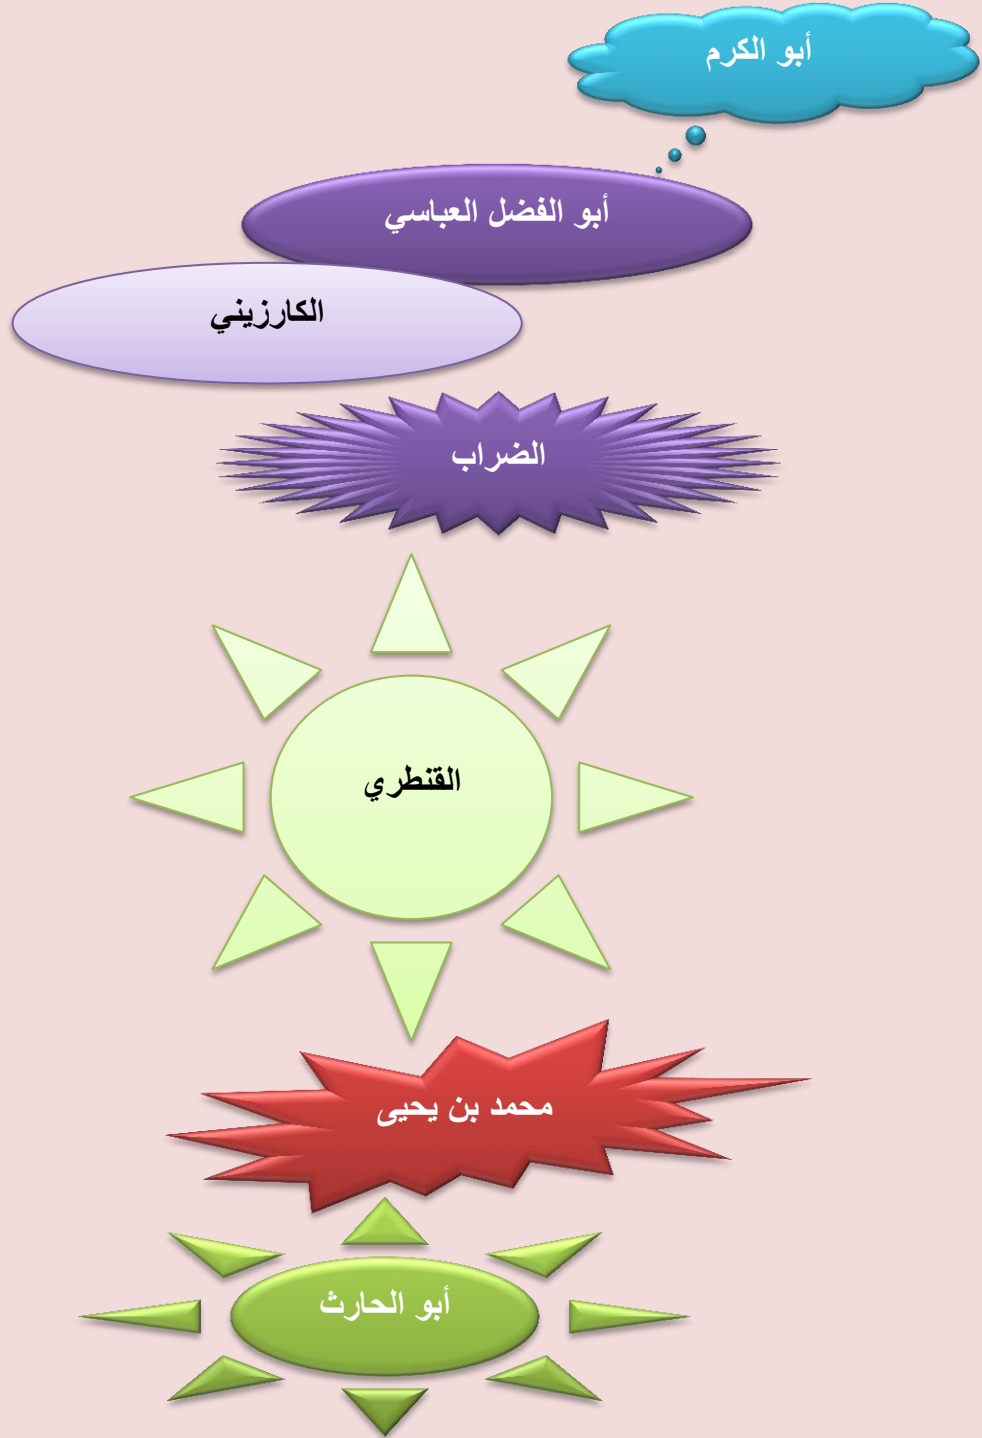 أبو الكرم
أبو الفضل العباسي
الكارزيني
الضراب
القنطري
محمد بن يحيى
أبو الحارث